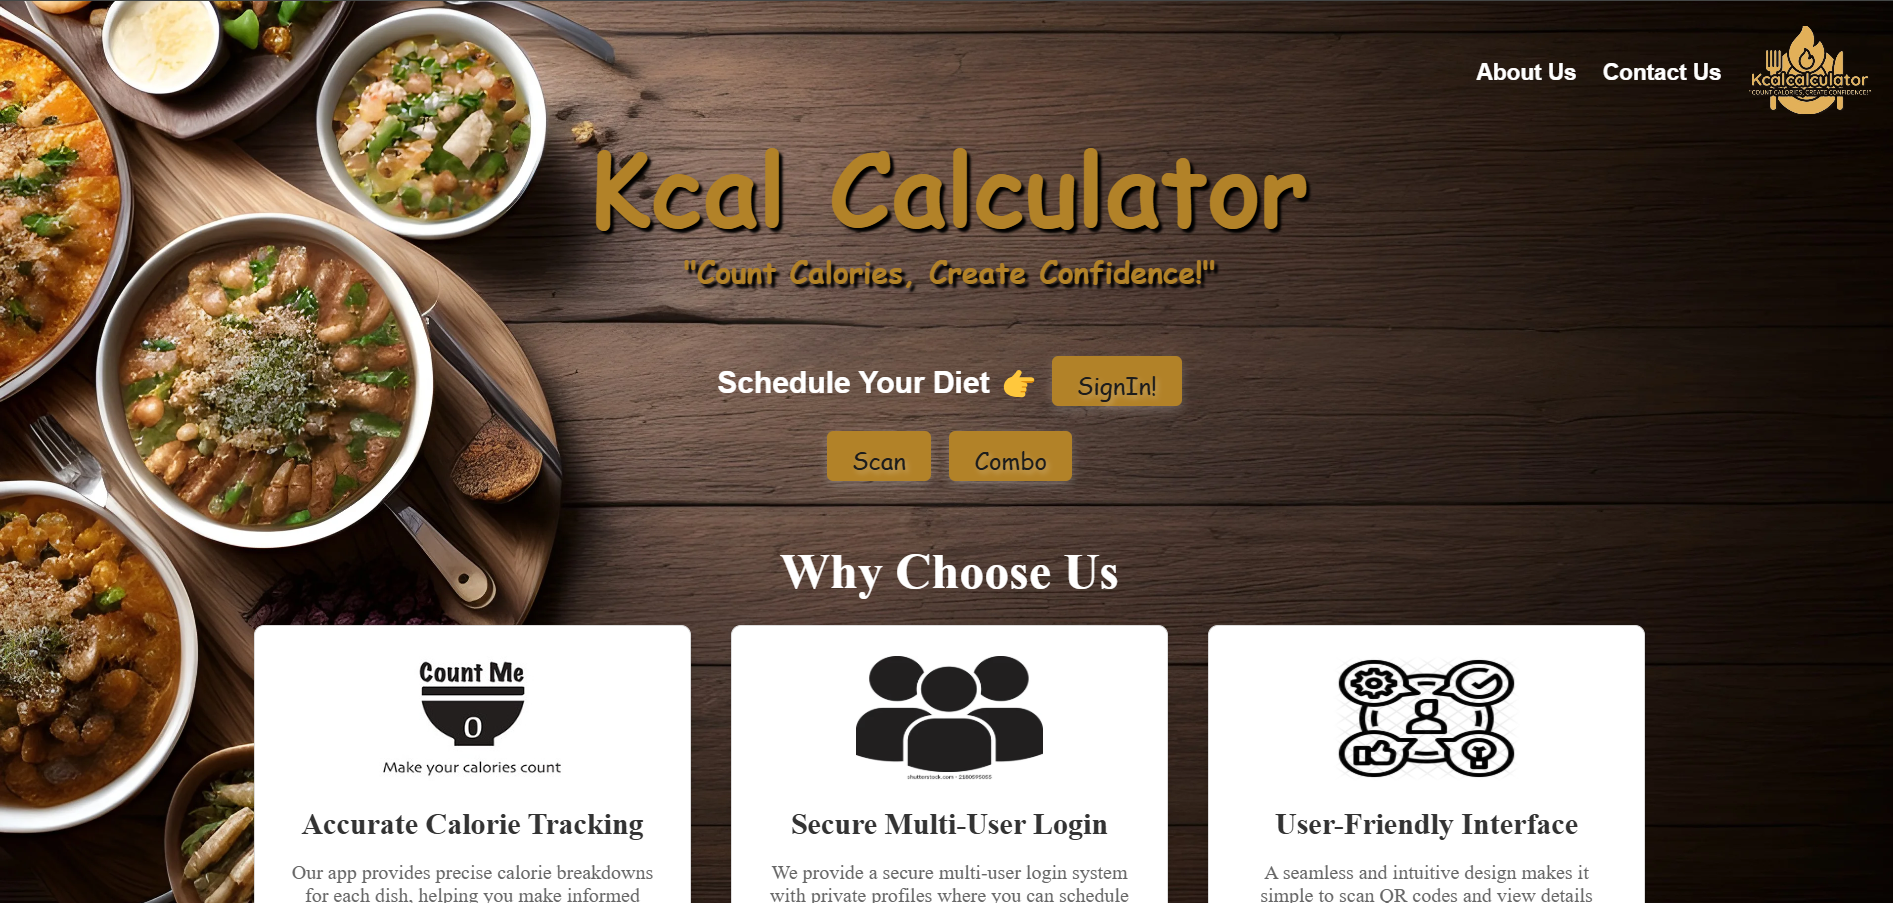 About Us Contact Us
Kcalcalculator
"COUNT CALORIES, CREATE CONFIDENCE!"
Kcal Calculator
"Count Calories, Create Confidence!"
Schedule Your Diet 👉 SignIn!
Scan Combo
Why Choose Us
Count Me
0
Make your calories count
Accurate Calorie Tracking
Our app provides precise calorie breakdowns
for each dish, helping you make informed
shutterstock.com · 2180595055
Secure Multi-User Login
We provide a secure multi-user login system
with private profiles where you can schedule
User-Friendly Interface
A seamless and intuitive design makes it
simple to scan QR codes and view details